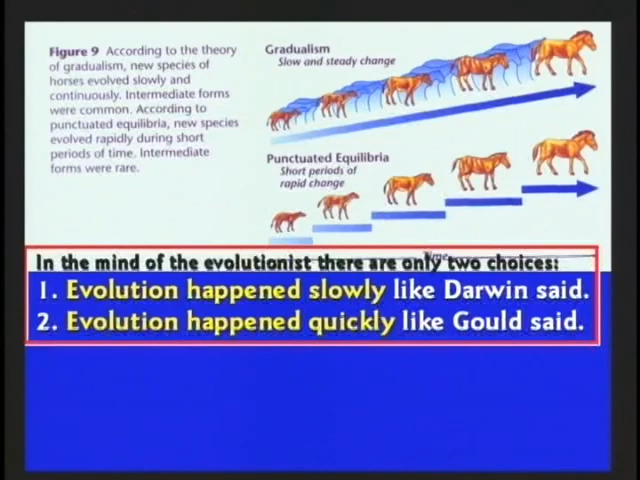 Figure 9 According to the theory
of gradualism, new species of
horses evolved slowly and
continuously. Intermediate forms
were common. According to
punctuated equilibria, new species
evolved rapidly during short
periods of time. Intermediate
forms were rare.
Gradualism
Slow and steady change
Punctuated Equilibria
Short periods of
rapid change
Time
In the mind of the evolutionist there are only two choices:
1. Evolution happened slowly like Darwin said.
2. Evolution happened quickly like Gould said.